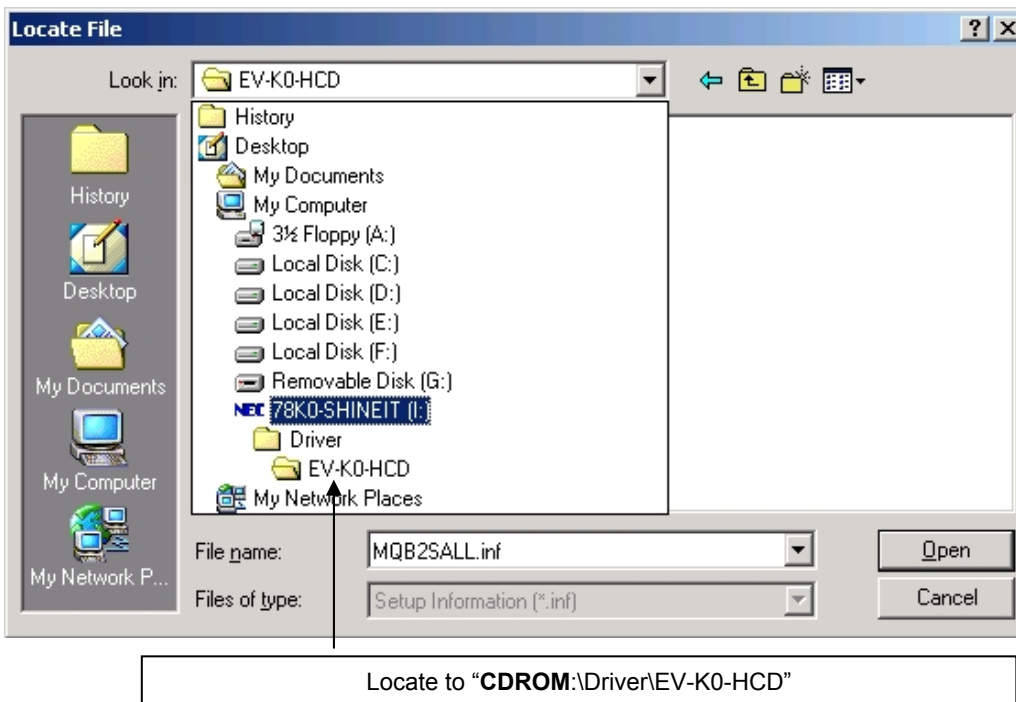 Locate File
Look in: EV-K0-HCD
History
Desktop
My Documents
My Computer
3½ Floppy (A:)
Local Disk (C:)
Local Disk (D:)
Local Disk (E:)
Local Disk (F:)
Removable Disk (G:)
NEC 78K0-SHINEIT (I:)
Driver
EV-K0-HCD
My Network Places
History
Desktop
My Documents
My Computer
My Network P...
File name: MQB2SALL.inf
Open
Files of type: Setup Information (*.inf)
Cancel
Locate to “CDROM:\Driver\EV-K0-HCD”